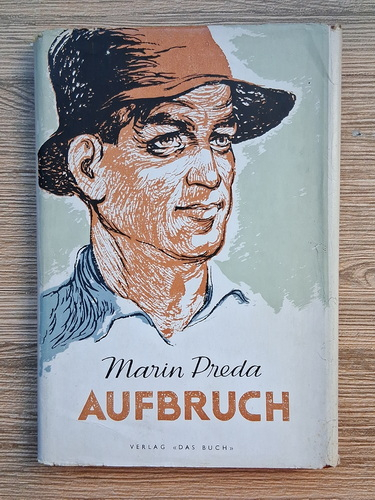 Marin Preda
AUFBRUCH
VERLAG «DAS BUCH»